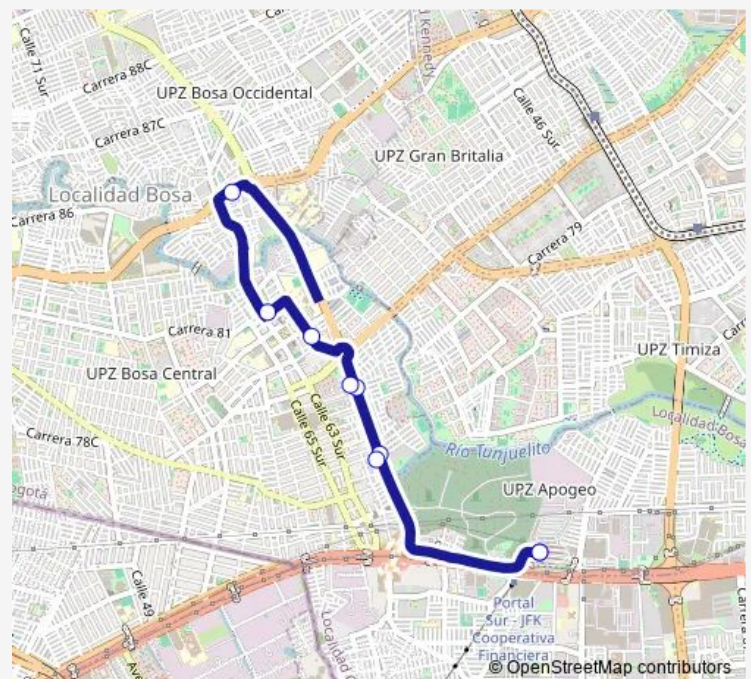 Calle 71 Sur
Carrera 88C
UPZ Bosa Occidental
Carrera 87C
Calle 46 Sur
UPZ Gran Britalia
Localidad Bosa
Carrera 86
Carrera 79
Carrera 81
UPZ Timiza
UPZ Bosa Central
Calle 63 Sur
Calle 65 Sur
Localidad Bosa
Carrera 78C
Río Tunjuelito
UPZ Apogeo
Calle 49
Portal
Sur - JFK
Cooperativa
Financiera
© OpenStreetMap contributors